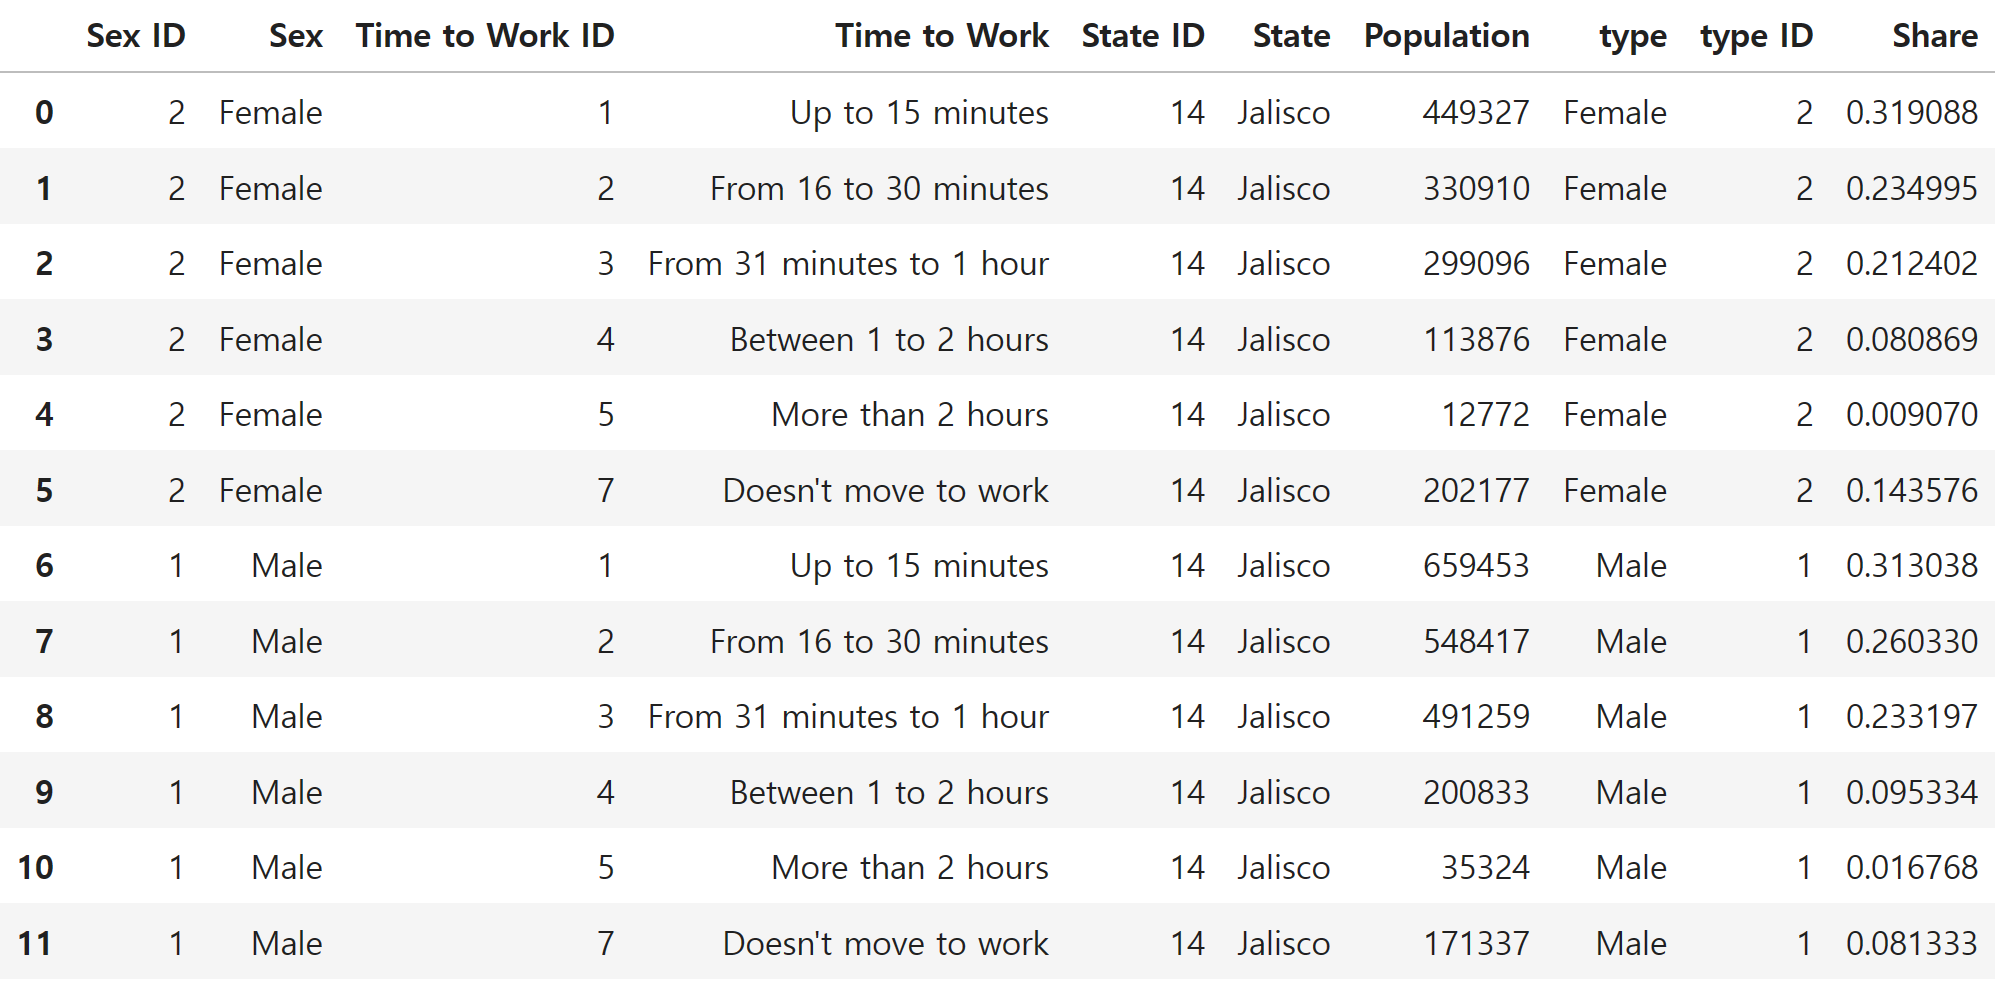 Sex ID Sex Time to Work ID Time to Work State ID State Population type type ID Share
0 2 Female 1 Up to 15 minutes 14 Jalisco 449327 Female 2 0.319088
1 2 Female 2 From 16 to 30 minutes 14 Jalisco 330910 Female 2 0.234995
2 2 Female 3 From 31 minutes to 1 hour 14 Jalisco 299096 Female 2 0.212402
3 2 Female 4 Between 1 to 2 hours 14 Jalisco 113876 Female 2 0.080869
4 2 Female 5 More than 2 hours 14 Jalisco 12772 Female 2 0.009070
5 2 Female 7 Doesn't move to work 14 Jalisco 202177 Female 2 0.143576
6 1 Male 1 Up to 15 minutes 14 Jalisco 659453 Male 1 0.313038
7 1 Male 2 From 16 to 30 minutes 14 Jalisco 548417 Male 1 0.260330
8 1 Male 3 From 31 minutes to 1 hour 14 Jalisco 491259 Male 1 0.233197
9 1 Male 4 Between 1 to 2 hours 14 Jalisco 200833 Male 1 0.095334
10 1 Male 5 More than 2 hours 14 Jalisco 35324 Male 1 0.016768
11 1 Male 7 Doesn't move to work 14 Jalisco 171337 Male 1 0.081333